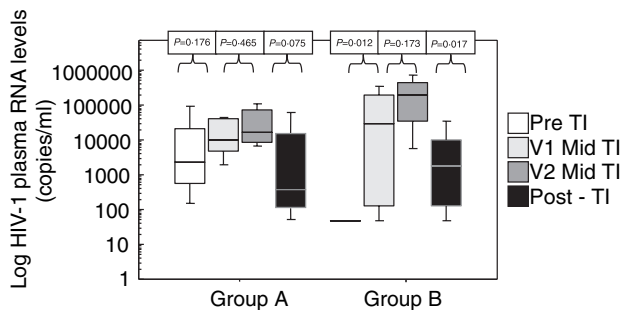 P=0·176 P=0·465 P=0·075 P=0·012 P=0·173 P=0·017
Log HIV-1 plasma RNA levels
(copies/ml)
1000000
100000
10000
1000
100
10
1
Group A Group B
Pre TI
V1 Mid TI
V2 Mid TI
Post - TI